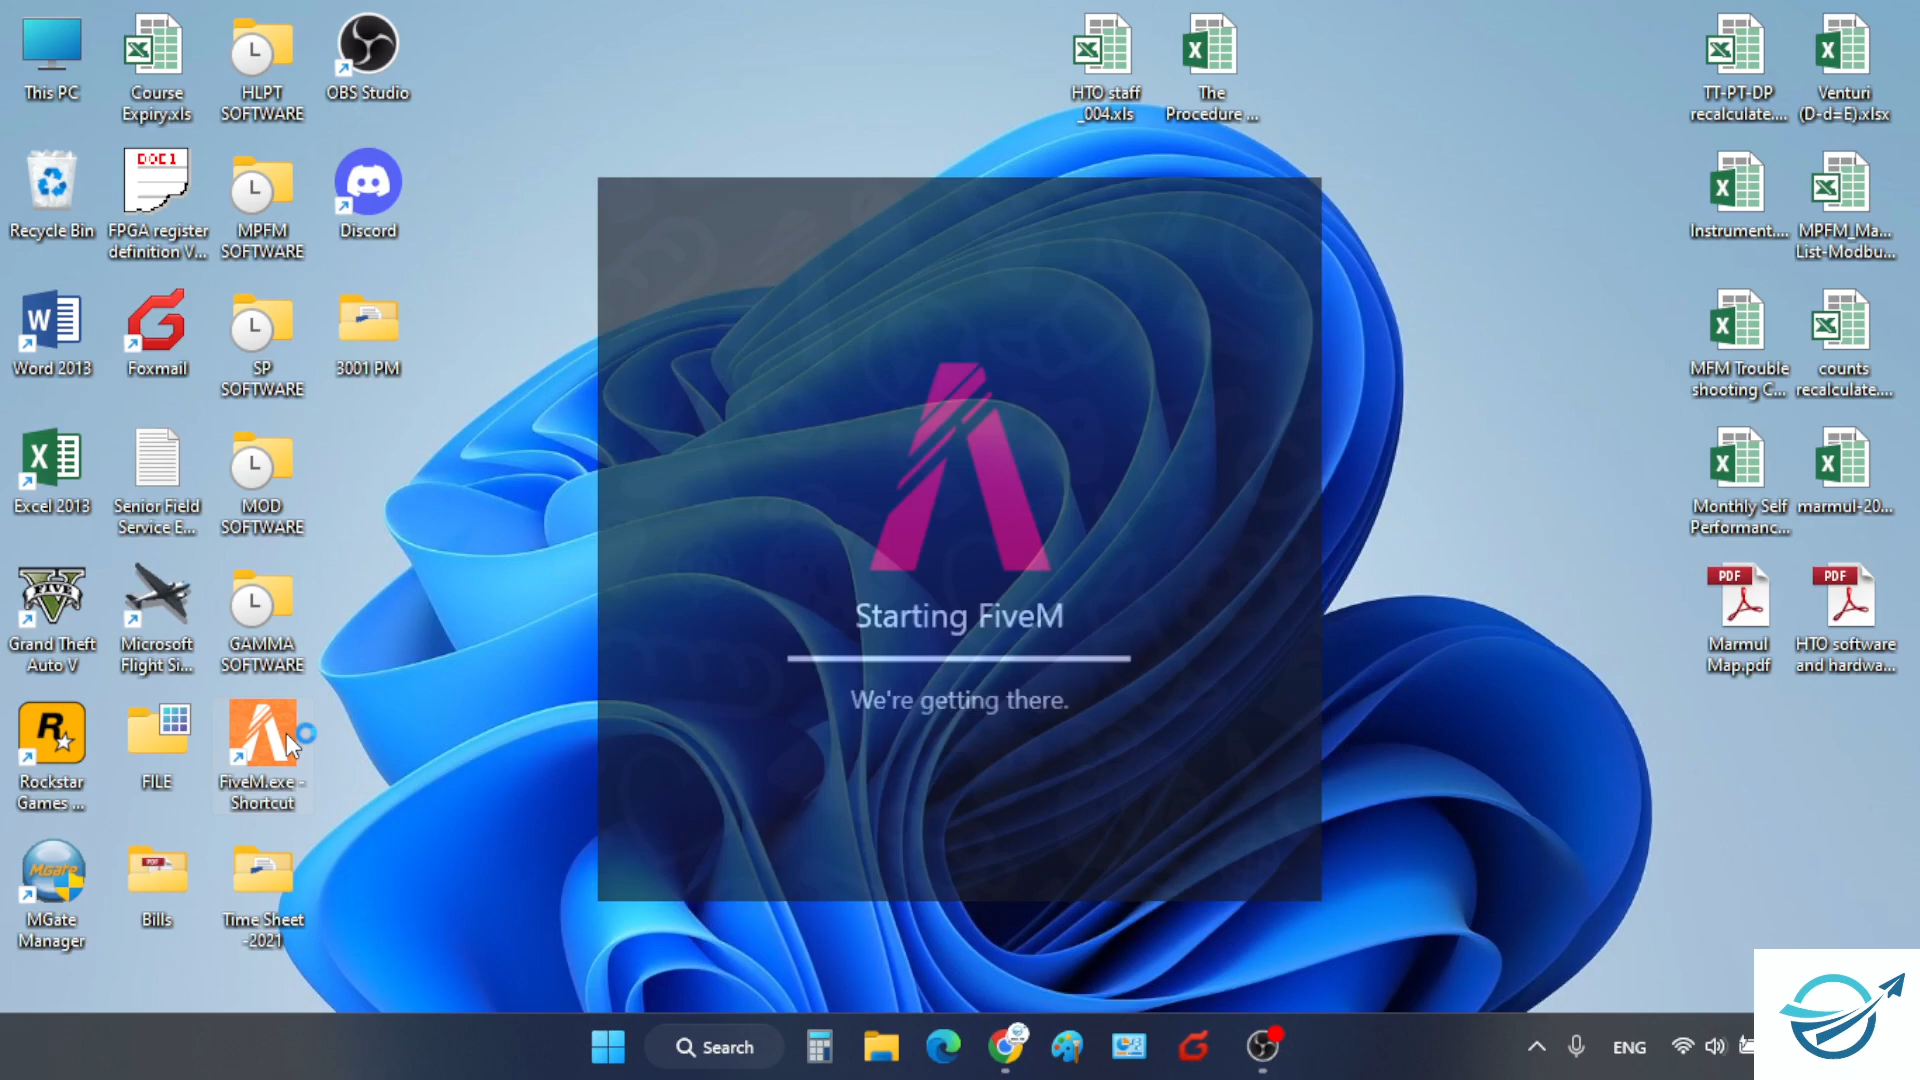 This PC
Course
Expiry.xls
HLPT
SOFTWARE
OBS Studio
HTO staff
_004.xls
The
Procedure ...
TT-PT-DP
recalculate....
Venturi
(D-d=E).xlsx
DOC1
Recycle Bin
FPGA register
definition V...
MPFM
SOFTWARE
Discord
Instrument....
MPFM_Ma...
List-Modbu...
Word 2013
Foxmail
SP
SOFTWARE
3001 PM
MFM Trouble
shooting C...
counts
recalculate....
Excel 2013
Senior Field
Service E...
MOD
SOFTWARE
Monthly Self
Performanc...
marmul-20...
FIVE
Grand Theft
Auto V
Microsoft
Flight Si...
GAMMA
SOFTWARE
Starting FiveM
We're getting there.
PDF
PDF
Marmul
Map.pdf
HTO software
and hardwa...
Rockstar
Games ...
FILE
FiveM.exe -
Shortcut
MGate
MGate
Manager
PDF
Bills
Time Sheet
-2021
Search
ENG